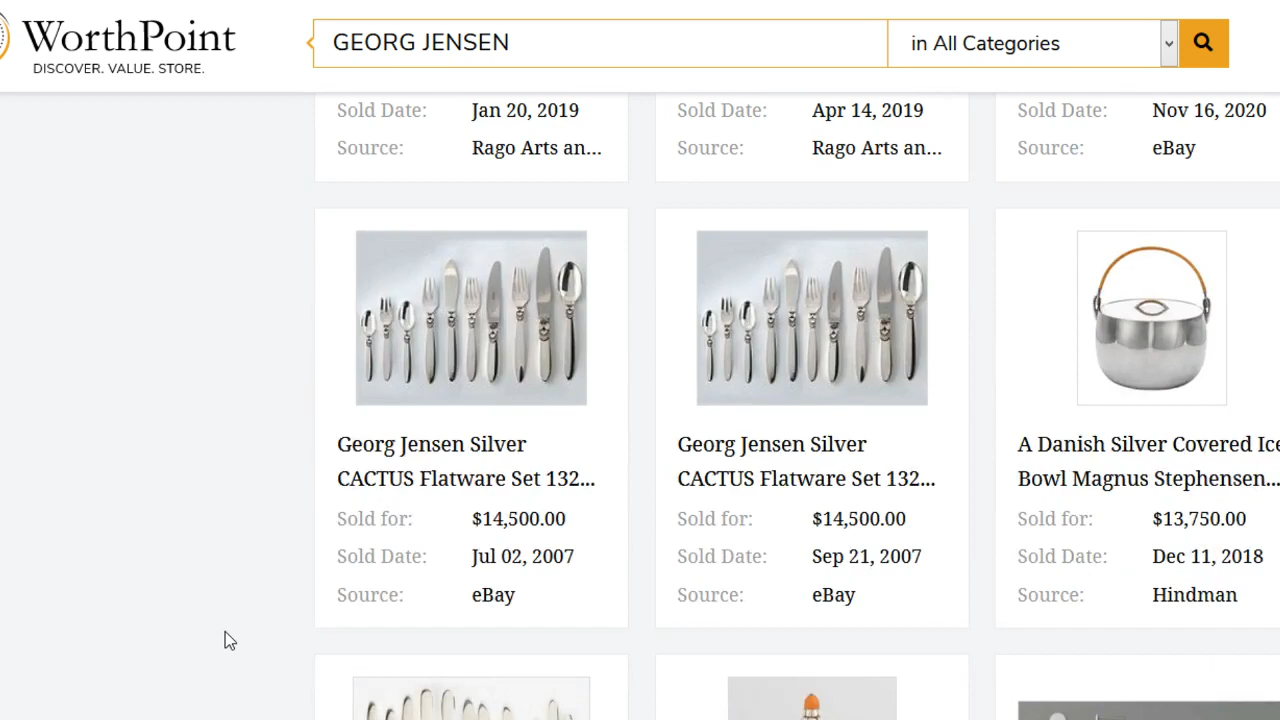 WorthPoint
DISCOVER. VALUE. STORE.
GEORG JENSEN
in All Categories
Sold Date: Jan 20, 2019
Source: Rago Arts an...
Sold Date: Apr 14, 2019
Source: Rago Arts an...
Sold Date: Nov 16, 2020
Source: eBay
Georg Jensen Silver
CACTUS Flatware Set 132...
Sold for: $14,500.00
Sold Date: Jul 02, 2007
Source: eBay
Georg Jensen Silver
CACTUS Flatware Set 132...
Sold for: $14,500.00
Sold Date: Sep 21, 2007
Source: eBay
A Danish Silver Covered Ice
Bowl Magnus Stephensen...
Sold for: $13,750.00
Sold Date: Dec 11, 2018
Source: Hindman